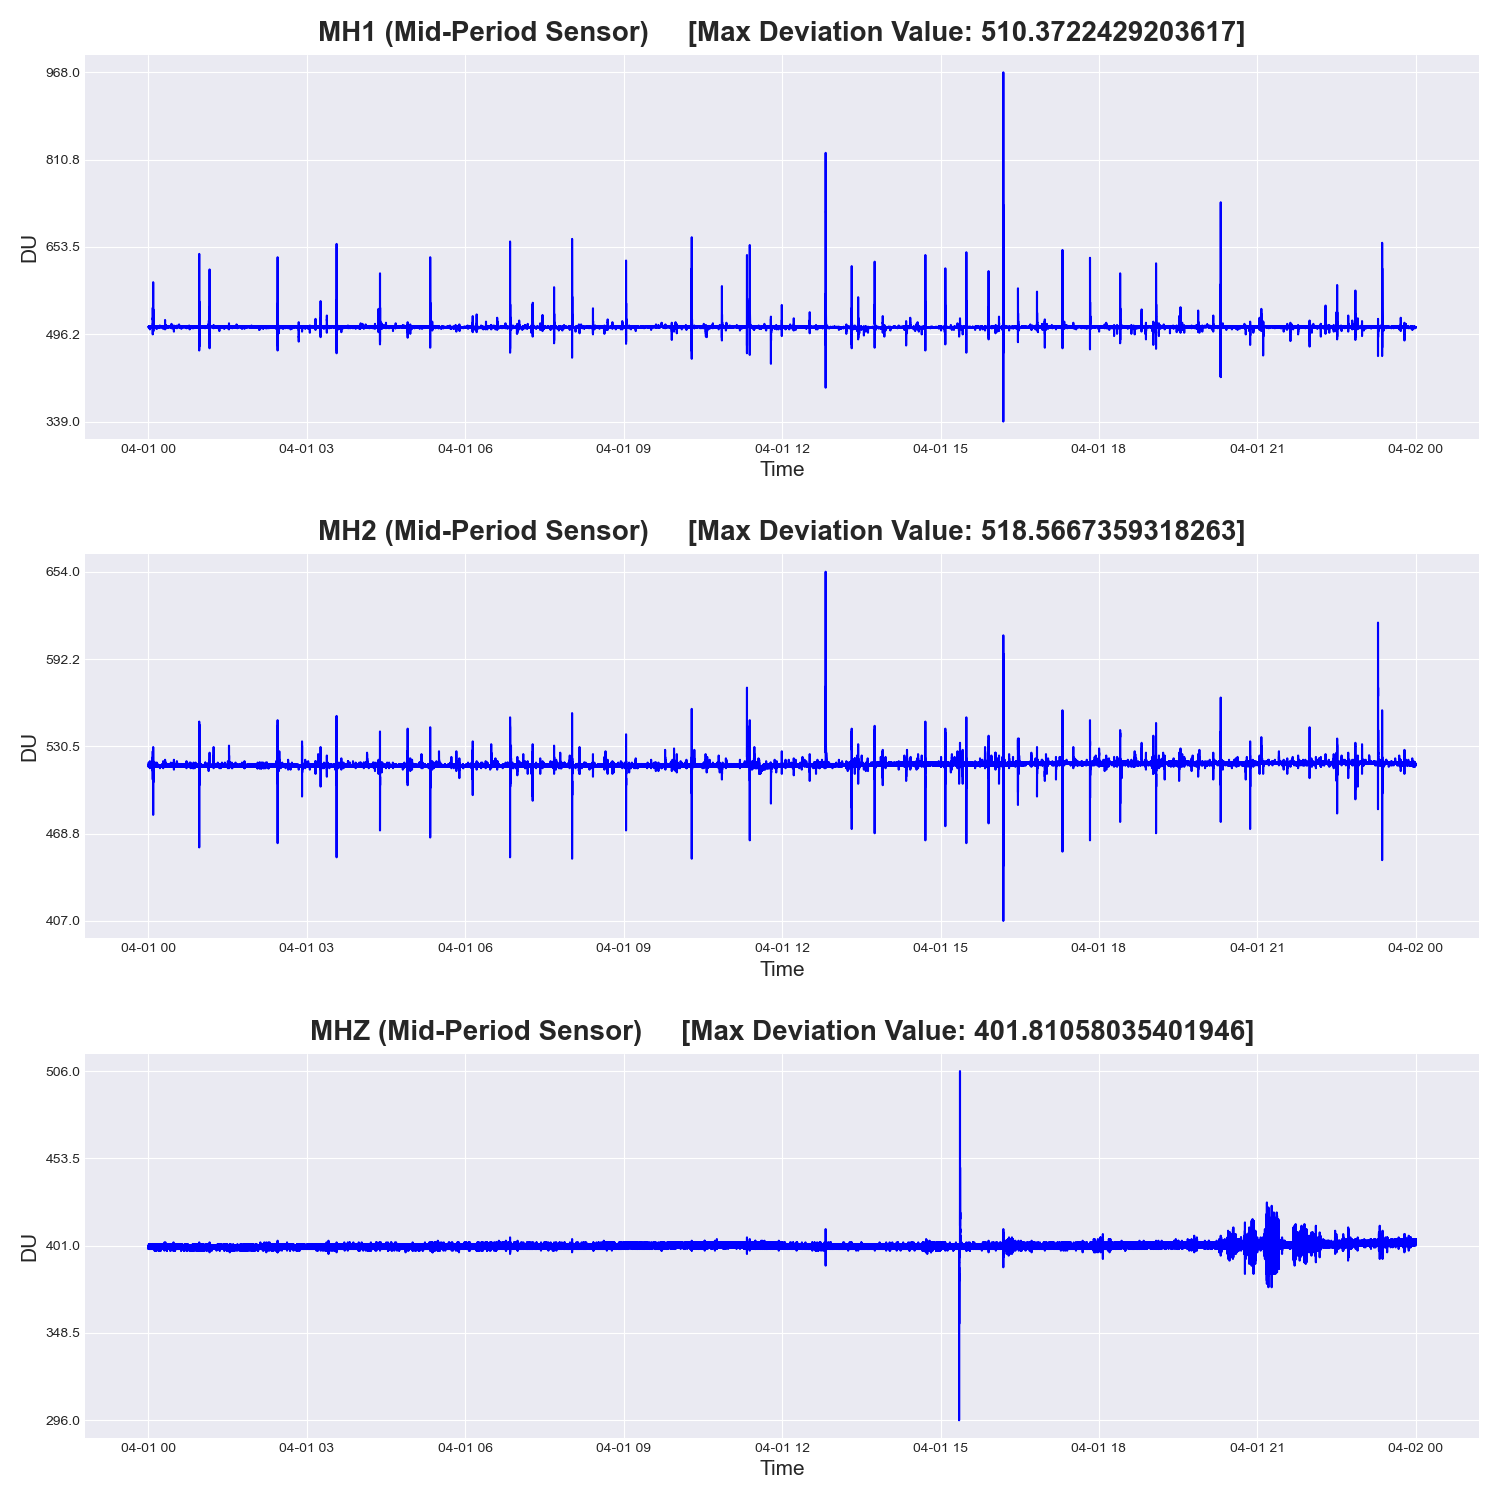 MH1 (Mid-Period Sensor) [Max Deviation Value: 510.3722429203617]
968.0
810.8
653.5
496.2
339.0
DU
04-01 00 04-01 03 04-01 06 04-01 09 04-01 12 04-01 15 04-01 18 04-01 21 04-02 00
Time
MH2 (Mid-Period Sensor) [Max Deviation Value: 518.5667359318263]
654.0
592.2
530.5
468.8
407.0
DU
04-01 00 04-01 03 04-01 06 04-01 09 04-01 12 04-01 15 04-01 18 04-01 21 04-02 00
Time
MHZ (Mid-Period Sensor) [Max Deviation Value: 401.81058035401946]
506.0
453.5
401.0
348.5
296.0
DU
04-01 00 04-01 03 04-01 06 04-01 09 04-01 12 04-01 15 04-01 18 04-01 21 04-02 00
Time